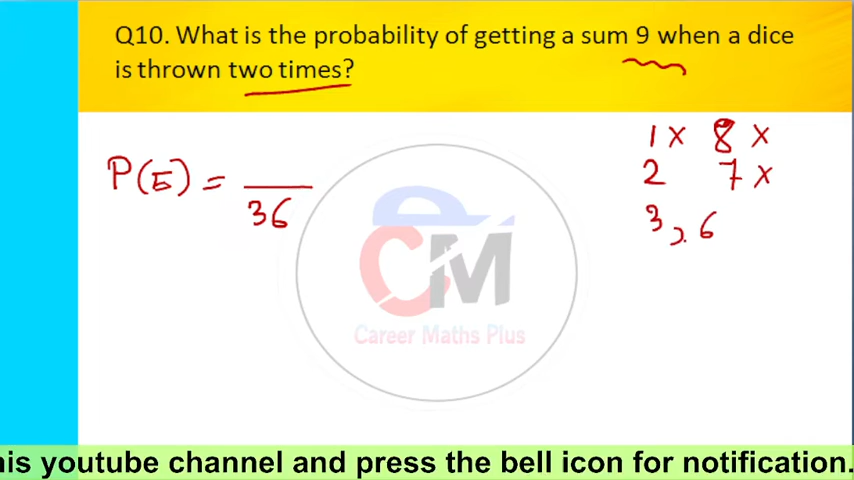 Q10. What is the probability of getting a sum 9 when a dice
is thrown two times?
1 x 8 x
2 7 x
3, 6
P(E) = —
36
eCM
Career Maths Plus
his youtube channel and press the bell icon for notification.